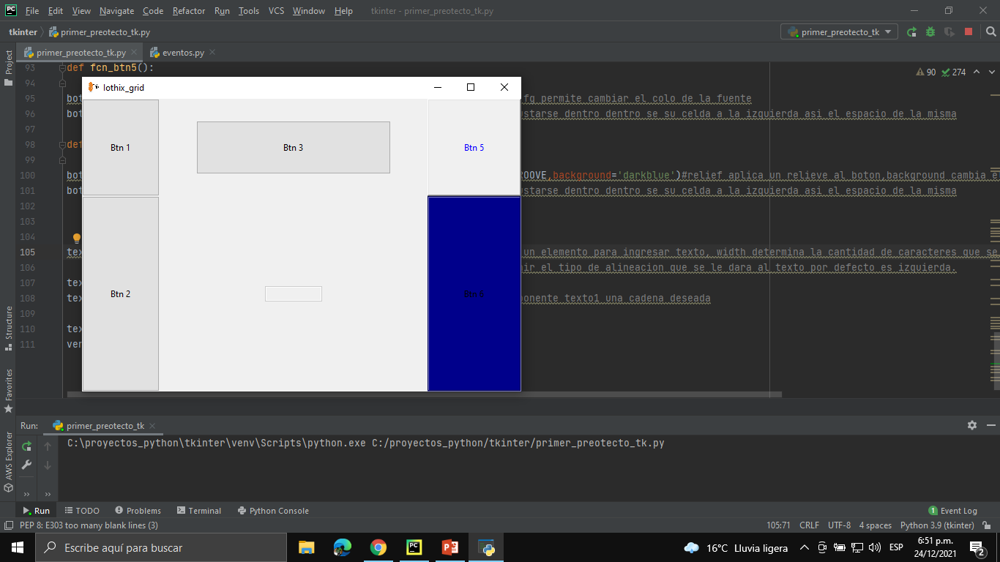 File Edit View Navigate Code Refactor Run Tools VCS Window Help tkinter - primer_preotecto_tk.py
tkinter primer_preotecto_tk.py primer_preotecto_tk
primer_preotecto_tk.py eventos.py
Project
93 def fcn_btn5():
94 90 274
lothix_grid
95 bot fg permite cambiar el colo de la fuente
96 bot starse dentro dentro se su celda a la izquierda asi el espacio de la misma
97
98 def
99
100 bot ROOVE,background='darkblue')#relief aplica un relieve al boton,background cambia e
101 bot starse dentro dentro se su celda a la izquierda asi el espacio de la misma
102
103
104
105 tex un elemento para ingresar texto, width determina la cantidad de caracteres que se
106 ir el tipo de alineacion que se le dara al texto por defecto es izquierda.
107 tex
108 tex ponente texto1 una cadena deseada
109
110 tex
111 ven
Btn 1
Btn 3
Btn 5
Btn 2
Btn 6
Structure
Favorites
AWS Explorer
Run: primer_preotecto_tk
C:\proyectos_python\tkinter\venv\Scripts\python.exe C:/proyectos_python/tkinter/primer_preotecto_tk.py
Run TODO Problems Terminal Python Console 1 Event Log
PEP 8: E303 too many blank lines (3) 105:71 CRLF UTF-8 4 spaces Python 3.9 (tkinter)
Escribe aquí para buscar
16°C Lluvia ligera ESP
6:51 p.m.
24/12/2021
2